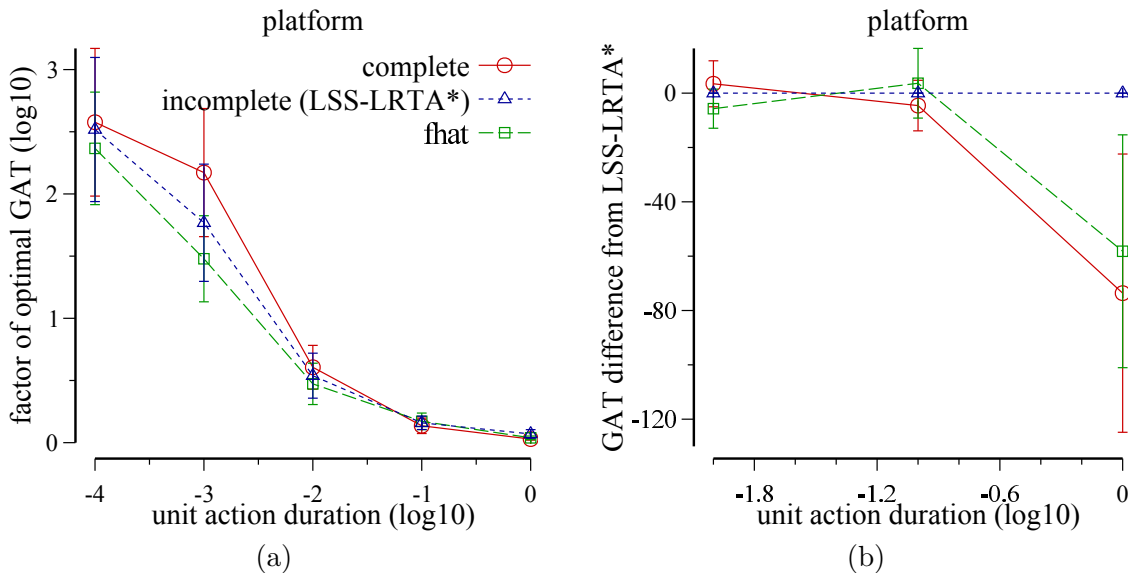 platform
factor of optimal GAT (log10)
3
2
1
0
complete
incomplete (LSS-LRTA*)
fhat
-4
-3
-2
-1
0
unit action duration (log10)
(a)
platform
GAT difference from LSS-LRTA*
0
-40
-80
-120
-1.8
-1.2
-0.6
0
unit action duration (log10)
(b)